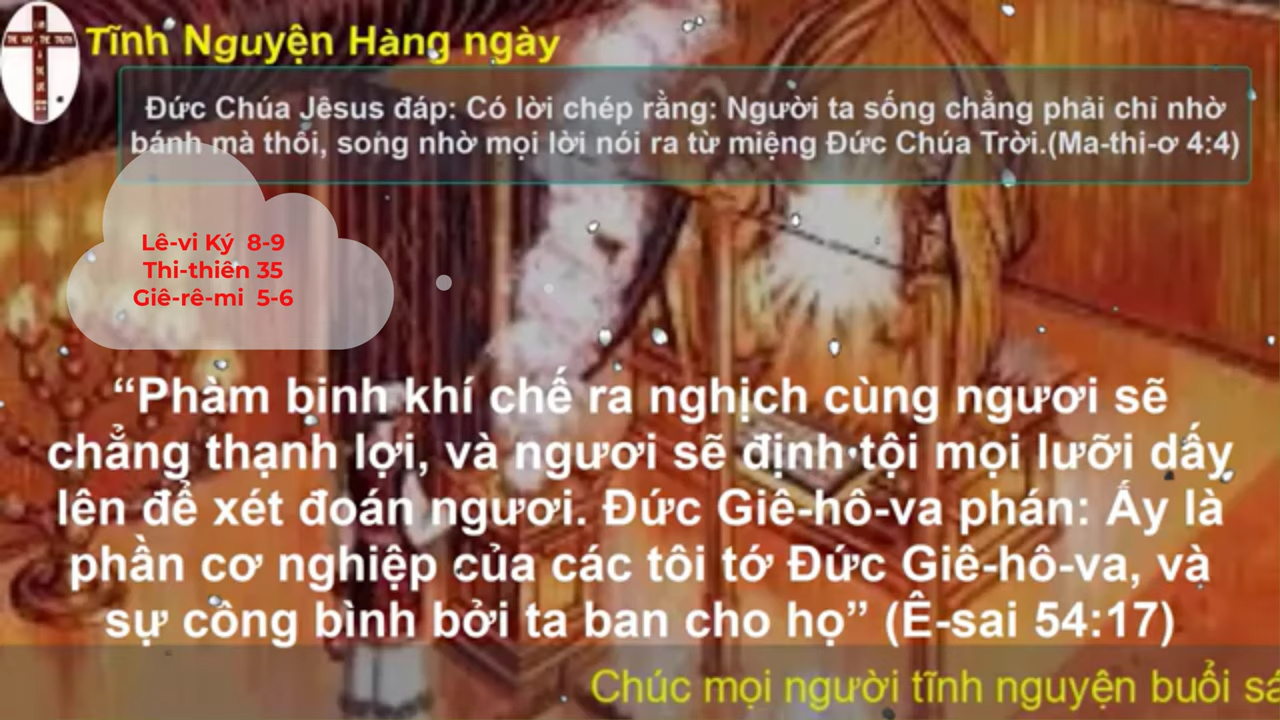 Tĩnh Nguyện Hàng ngày
Đức Chúa Jêsus đáp: Có lời chép rằng: Người ta sống chẳng phải chỉ nhờ
bánh mà thôi, song nhờ mọi lời nói ra từ miệng Đức Chúa Trời.(Ma-thi-ơ 4:4)
Lê-vi Ký 8-9
Thi-thiên 35
Giê-rê-mi 5-6
“Phàm binh khí chế ra nghịch cùng ngươi sẽ
chẳng thạnh lợi, và ngươi sẽ định tội mọi lưỡi dấy
lên để xét đoán ngươi. Đức Giê-hô-va phán: Ấy là
phần cơ nghiệp của các tôi tớ Đức Giê-hô-va, và
sự công bình bởi ta ban cho họ” (Ê-sai 54:17)
Chúc mọi người tĩnh nguyện buổi sá